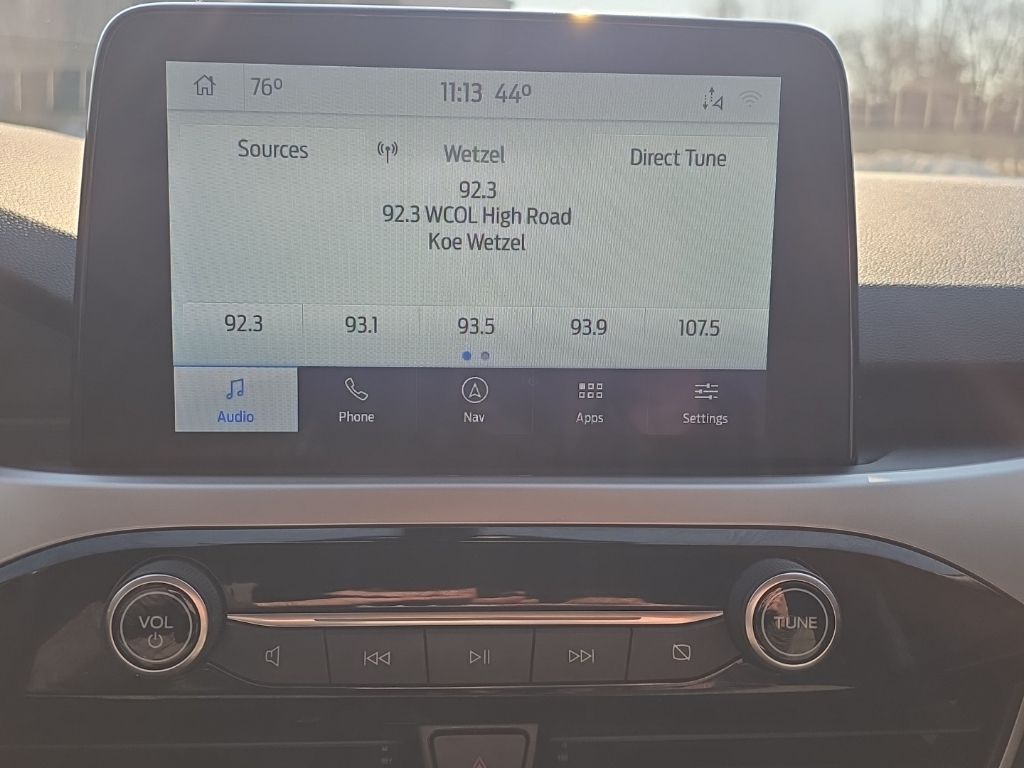 76° 11:13 44°
Sources Wetzel Direct Tune
92.3
92.3 WCOL High Road
Koe Wetzel
92.3 93.1 93.5 93.9 107.5
Audio Phone Nav Apps Settings
VOL TUNE